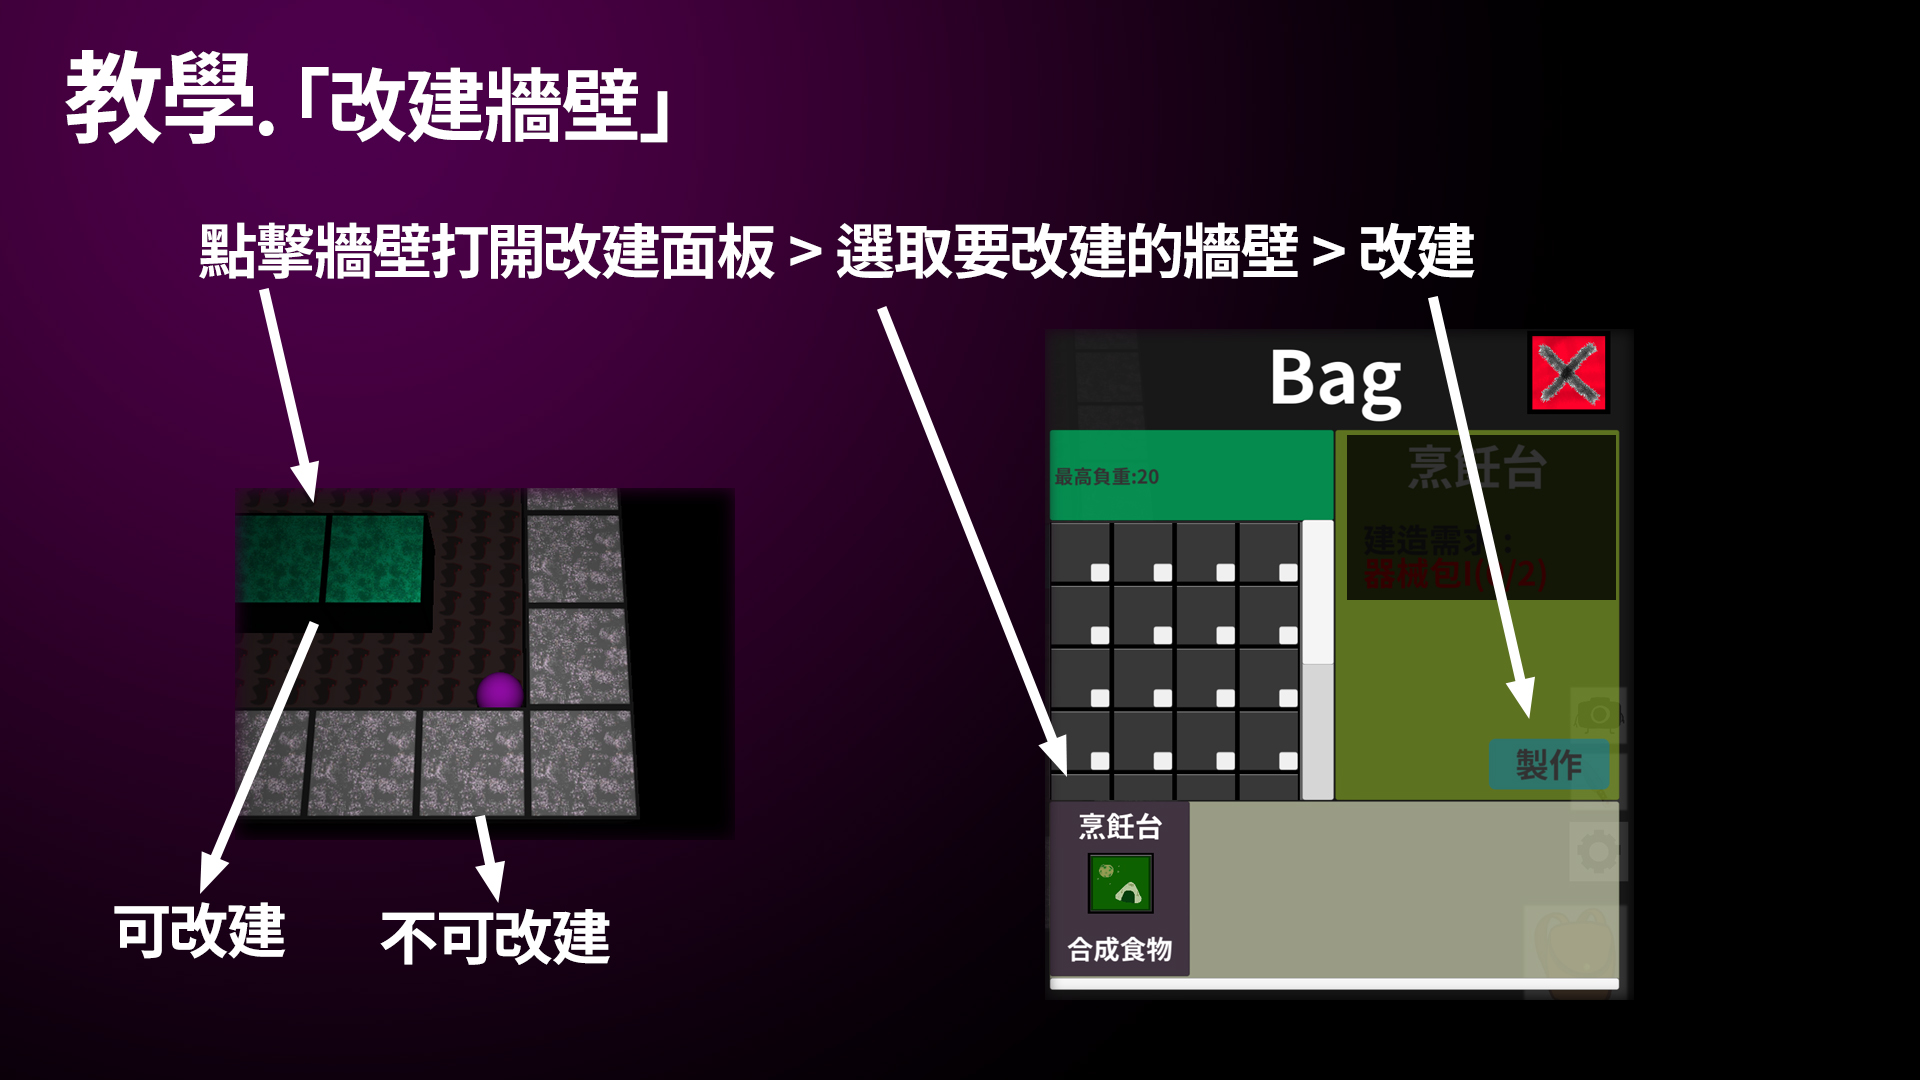 教學.「改建牆壁」
點擊牆壁打開改建面板 > 選取要改建的牆壁 > 改建
Bag
最高負重:20
烹飪台
建造需求:
器械包I(0/2)
製作
烹飪台
合成食物
可改建
不可改建